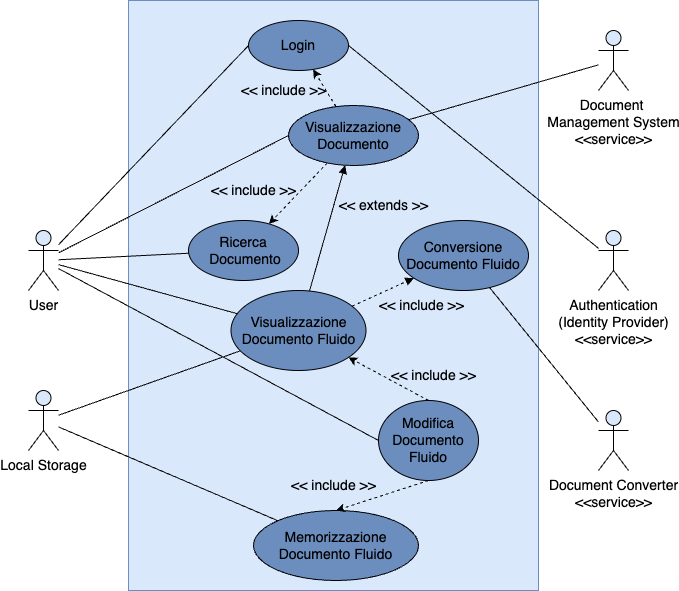 Login
<< include >>
Document
Management System
<<service>>
Visualizzazione
Documento
<< include >>
<< extends >>
Ricerca
Documento
Conversione
Documento Fluido
User
Authentication
(Identity Provider)
<<service>>
<< include >>
Visualizzazione
Documento Fluido
<< include >>
Local Storage
Modifica
Documento
Fluido
<< include >>
Document Converter
<<service>>
Memorizzazione
Documento Fluido